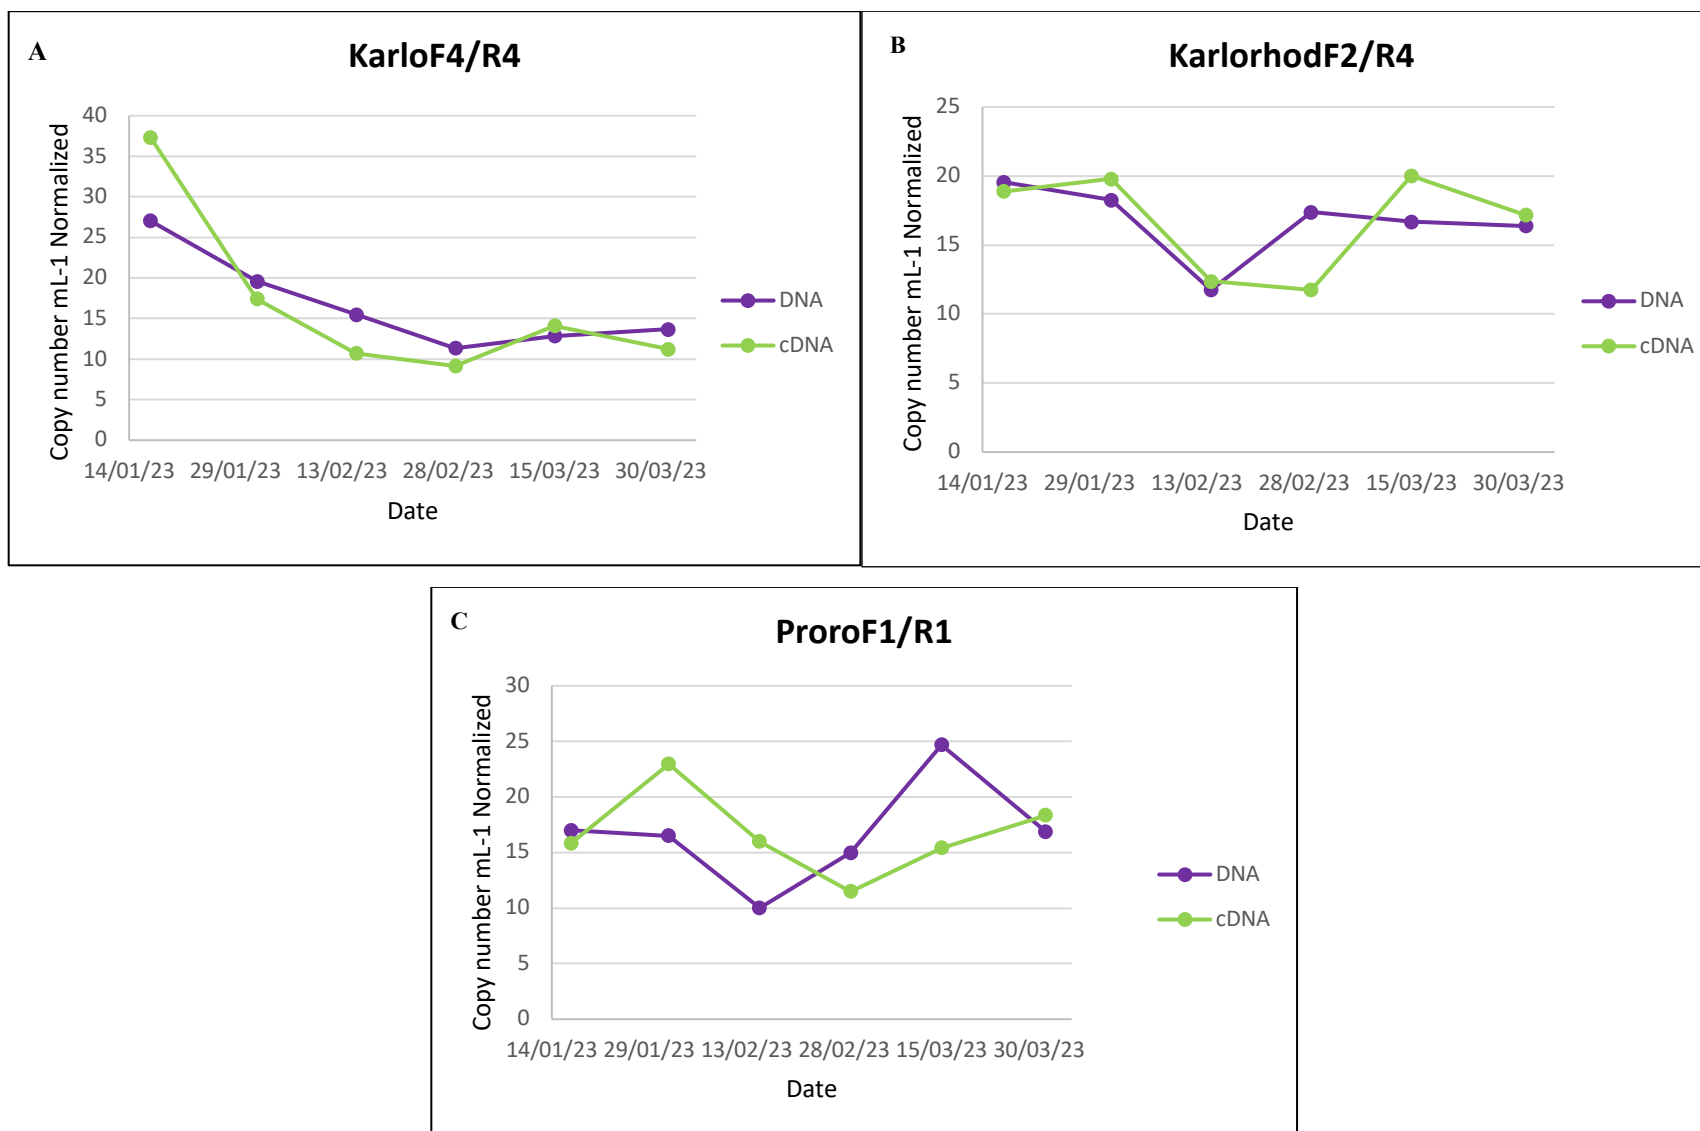 A
KarloF4/R4
Copy number mL-1 Normalized
40
35
30
25
20
15
10
5
0
14/01/23 29/01/23 13/02/23 28/02/23 15/03/23 30/03/23
Date
DNA
cDNA
B
KarlorhodF2/R4
Copy number mL-1 Normalized
25
20
15
10
5
0
14/01/23 29/01/23 13/02/23 28/02/23 15/03/23 30/03/23
Date
DNA
cDNA
C
ProroF1/R1
Copy number mL-1 Normalized
30
25
20
15
10
5
0
14/01/23 29/01/23 13/02/23 28/02/23 15/03/23 30/03/23
Date
DNA
cDNA